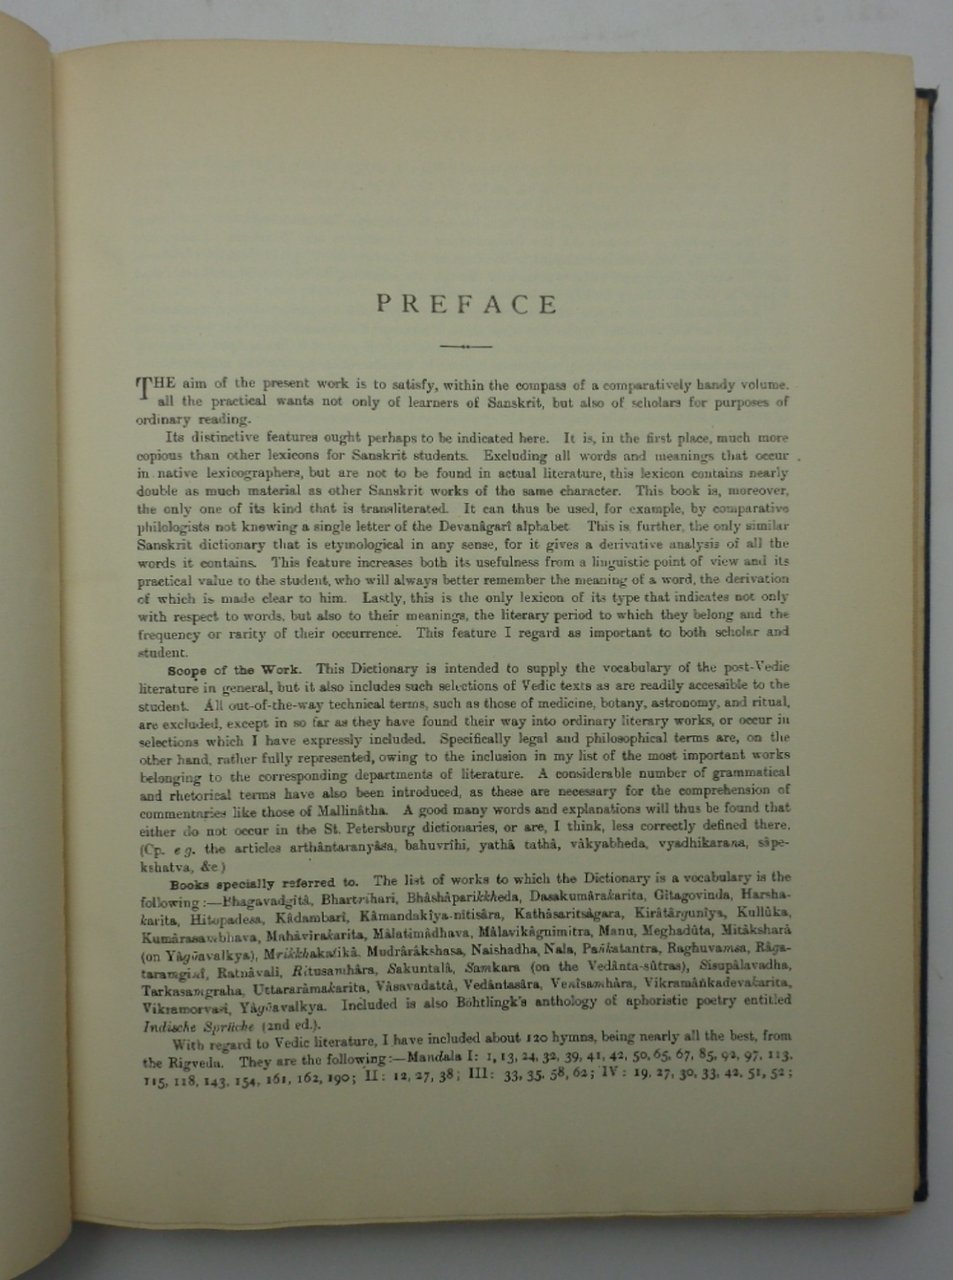 PREFACE
THE aim of the present work is to satisfy, within the compass of a comparatively handy volume,
all the practical wants not only of learners of Sanskrit, but also of scholars for purposes of
ordinary reading.
Its distinctive features ought perhaps to be indicated here. It is, in the first place, much more
copious than other lexicons for Sanskrit students. Excluding all words and meanings that occur
in native lexicographers, but are not to be found in actual literature, this lexicon contains nearly
double as much material as other Sanskrit works of the same character. This book is, moreover,
the only one of its kind that is transliterated. It can thus be used, for example, by comparative
philologists not knowing a single letter of the Devanâgarî alphabet. This is, further, the only similar
Sanskrit dictionary that is etymological in any sense, for it gives a derivative analysis of all the
words it contains. This feature increases both its usefulness from a linguistic point of view and its
practical value to the student, who will always better remember the meaning of a word, the derivation
of which is made clear to him. Lastly, this is the only lexicon of its type that indicates not only
with respect to words, but also to their meanings, the literary period to which they belong and the
frequency or rarity of their occurrence. This feature I regard as important to both scholar and
student.
Scope of the Work. This Dictionary is intended to supply the vocabulary of the post-Vedic
literature in general, but it also includes such selections of Vedic texts as are readily accessible to the
student. All out-of-the-way technical terms, such as those of medicine, botany, astronomy, and ritual,
are excluded, except in so far as they have found their way into ordinary literary works, or occur in
selections which I have expressly included. Specifically legal and philosophical terms are, on the
other hand, rather fully represented, owing to the inclusion in my list of the most important works
belonging to the corresponding departments of literature. A considerable number of grammatical
and rhetorical terms have also been introduced, as these are necessary for the comprehension of
commentaries like those of Mallinâtha. A good many words and explanations will thus be found that
either do not occur in the St. Petersburg dictionaries, or are, I think, less correctly defined there.
(Cp. e.g. the articles arthântaranyâsa, bahuvrîhi, yathâ tathâ, vâkyabheda, vyadhikarana, sâpe-
kshatva, &c.)
Books specially referred to. The list of works to which the Dictionary is a vocabulary is the
following:—Bhagavadgîtâ, Bhartrihari, Bhâshâparikkheda, Dasakumârakarita, Gîtagovinda, Harsha-
karita, Hitopadesa, Kâdambarî, Kâmandakîya-nîtisâra, Kathâsaritsâgara, Kirâtârgunîya, Kullûka,
Kumârasambhava, Mahâvîrakarita, Mâlatîmâdhava, Mâlavikâgnimitra, Manu, Meghadûta, Mitâksharâ
(on Yâgñavalkya), Mrikkhakatikâ, Mudrârâkshasa, Naishadha, Nala, Pañkatantra, Raghuvamsa, Râga-
taramginî, Ratnâvalî, Ritusamhâra, Sakuntalâ, Samkara (on the Vedânta-sûtras), Sisupâlavadha,
Tarkasamgraha, Uttararâmakarita, Vâsavadattâ, Vedântasâra, Venîsamhâra, Vikramâṅkadevakarita,
Vikramorvasî, Yâgñavalkya. Included is also Böhtlingk's anthology of aphoristic poetry entitled
Indische Sprüche (2nd ed.).
With regard to Vedic literature, I have included about 120 hymns, being nearly all the best, from
the Rigveda. They are the following:—Mandala I: 1, 13, 24, 32, 39, 41, 42, 50, 65, 67, 85, 92, 97, 113,
115, 118, 143, 154, 161, 162, 190; II: 12, 27, 38; III: 33, 35, 58, 62; IV: 19, 27, 30, 33, 42, 51, 52;